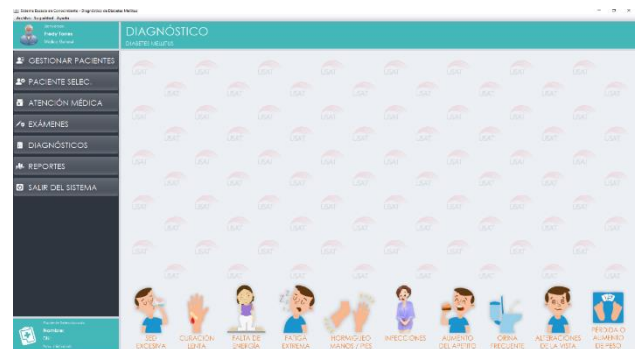 Sistema Basado en Conocimiento - Diagnóstico de Diabetes Mellitus
Archivo Seguridad Ayuda
DIAGNÓSTICO
DIABETES MELLITUS
GESTIONAR PACIENTES
PACIENTE SELEC.
ATENCIÓN MÉDICA
EXÁMENES
DIAGNÓSTICOS
REPORTES
SALIR DEL SISTEMA
USAT
Nombre:
SED
EXCESIVA
CURACIÓN
LENTA
FALTA DE
ENERGÍA
FATIGA
EXTREMA
HORMIGUEO
MANOS / PIES
INFECCIONES
AUMENTO
DEL APETITO
ORINA
FRECUENTE
ALTERACIONES
DE LA VISTA
PÉRDIDA O
AUMENTO
DE PESO